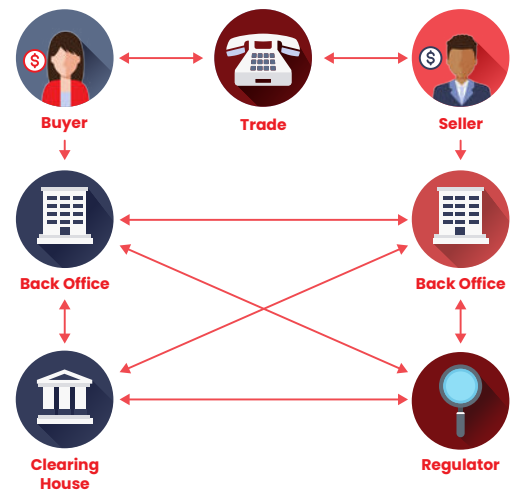 $
$
Buyer
Trade
Seller
Back Office
Back Office
Clearing
House
Regulator